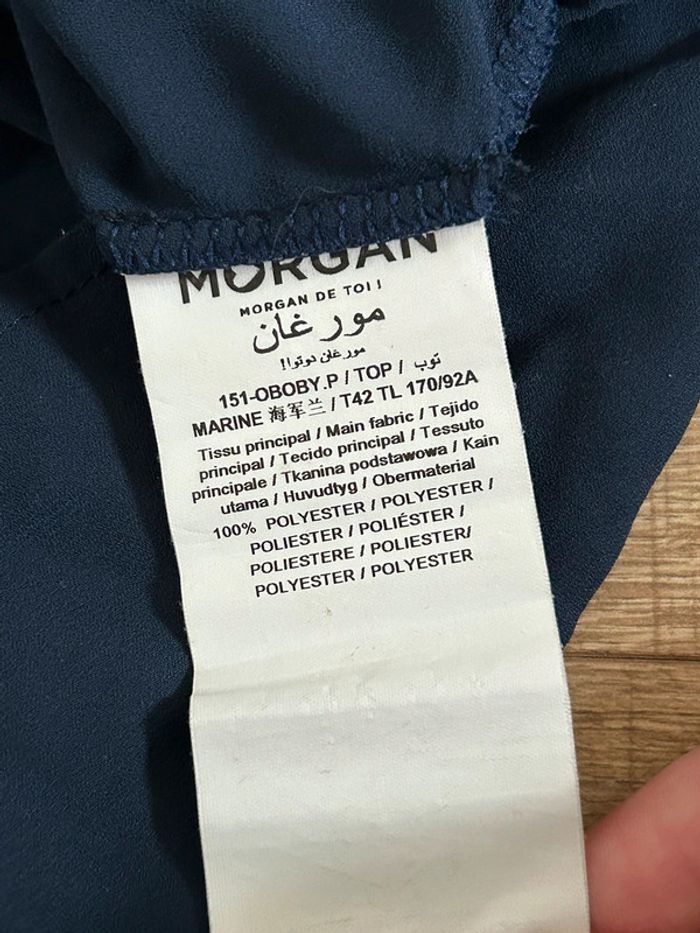 MORGAN
MORGAN DE TOI !
مورغان
مورغان دوتوا!
151-OBOBY.P / TOP / توب
MARINE 海军兰 / T42 TL 170/92A
Tissu principal / Main fabric / Tejido
principal / Tecido principal / Tessuto
principale / Tkanina podstawowa / Kain
utama / Huvudtyg / Obermaterial
100% POLYESTER / POLYESTER /
POLIESTER / POLIÉSTER /
POLIESTERE / POLIESTER/
POLYESTER / POLYESTER